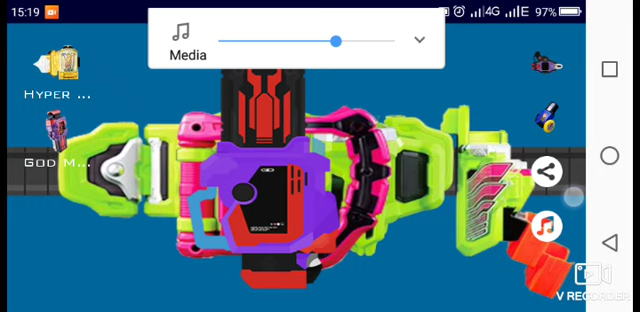 15:19
4G
E
97%
Media
HYPER ...
GOD M...
V RECORDER